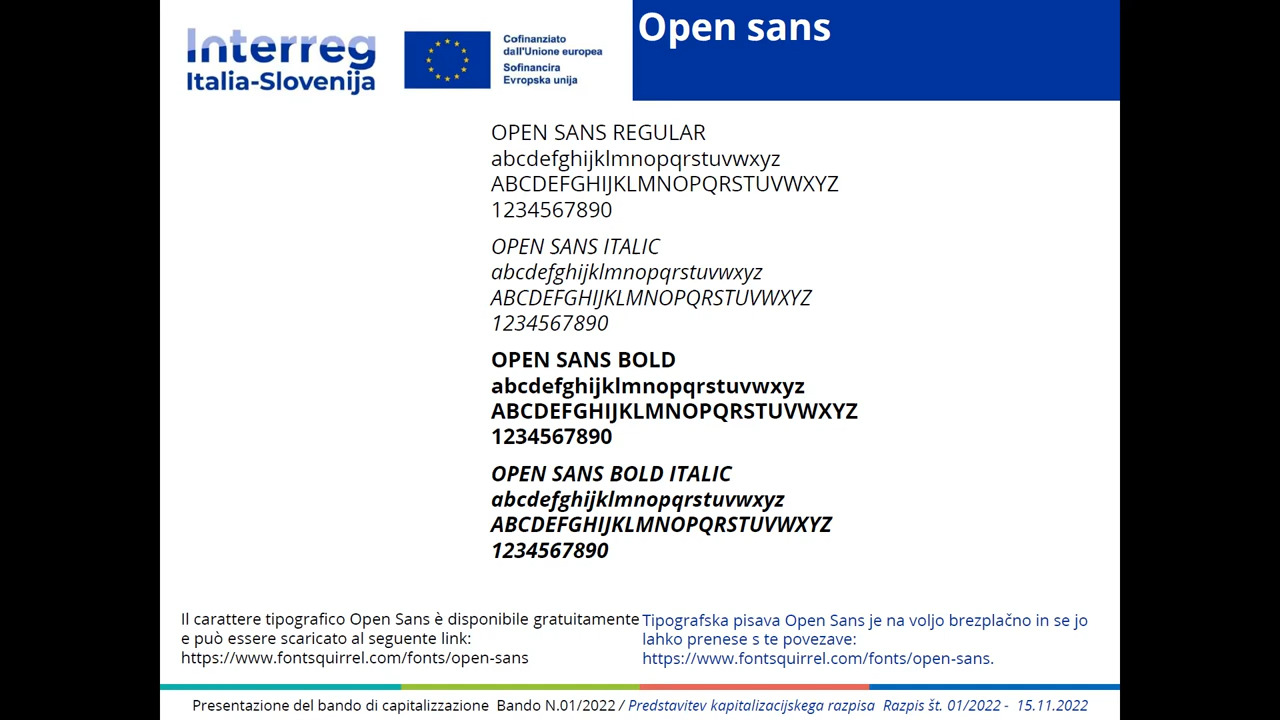 Interreg
Italia-Slovenija
Cofinanziato
dall'Unione europea
Sofinancira
Evropska unija
Open sans
OPEN SANS REGULAR
abcdefghijklmnopqrstuvwxyz
ABCDEFGHIJKLMNOPQRSTUVWXYZ
1234567890
OPEN SANS ITALIC
abcdefghijklmnopqrstuvwxyz
ABCDEFGHIJKLMNOPQRSTUVWXYZ
1234567890
OPEN SANS BOLD
abcdefghijklmnopqrstuvwxyz
ABCDEFGHIJKLMNOPQRSTUVWXYZ
1234567890
OPEN SANS BOLD ITALIC
abcdefghijklmnopqrstuvwxyz
ABCDEFGHIJKLMNOPQRSTUVWXYZ
1234567890
Il carattere tipografico Open Sans è disponibile gratuitamente
e può essere scaricato al seguente link:
https://www.fontsquirrel.com/fonts/open-sans
Tipografska pisava Open Sans je na voljo brezplačno in se jo
lahko prenese s te povezave:
https://www.fontsquirrel.com/fonts/open-sans.
Presentazione del bando di capitalizzazione  Bando N.01/2022 / Predstavitev kapitalizacijskega razpisa  Razpis št. 01/2022 -  15.11.2022